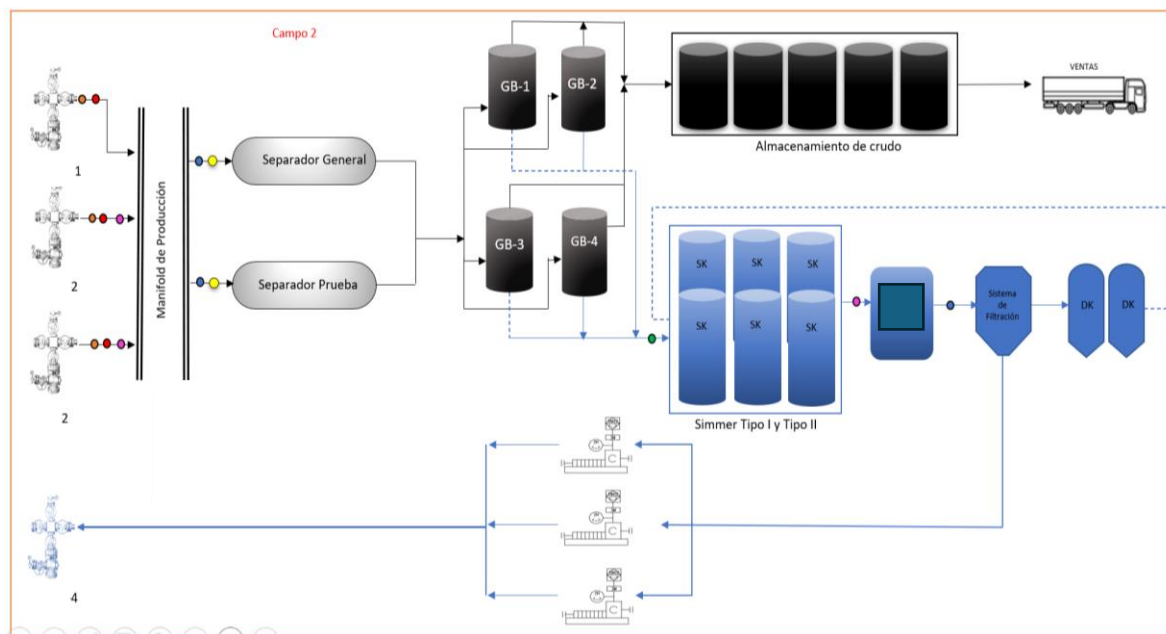 Campo 2
1
2
2
4
Manifold de Producción
Separador General
Separador Prueba
GB-1
GB-2
GB-3
GB-4
Almacenamiento de crudo
VENTAS
SK
SK
SK
SK
SK
SK
Simmer Tipo I y Tipo II
Sistema
de
Filtración
DK
DK
C
C
C